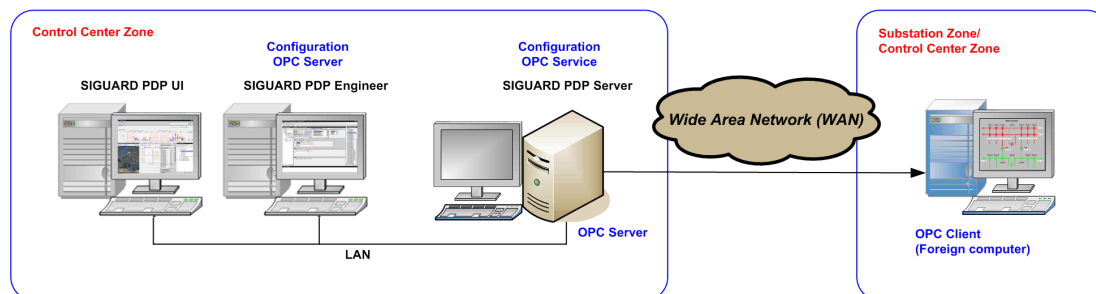 Control Center Zone
Configuration
OPC Server
Configuration
OPC Service
SIGUARD PDP UI
SIGUARD PDP Engineer
SIGUARD PDP Server
Wide Area Network (WAN)
Substation Zone/
Control Center Zone
OPC Server
LAN
OPC Client
(Foreign computer)